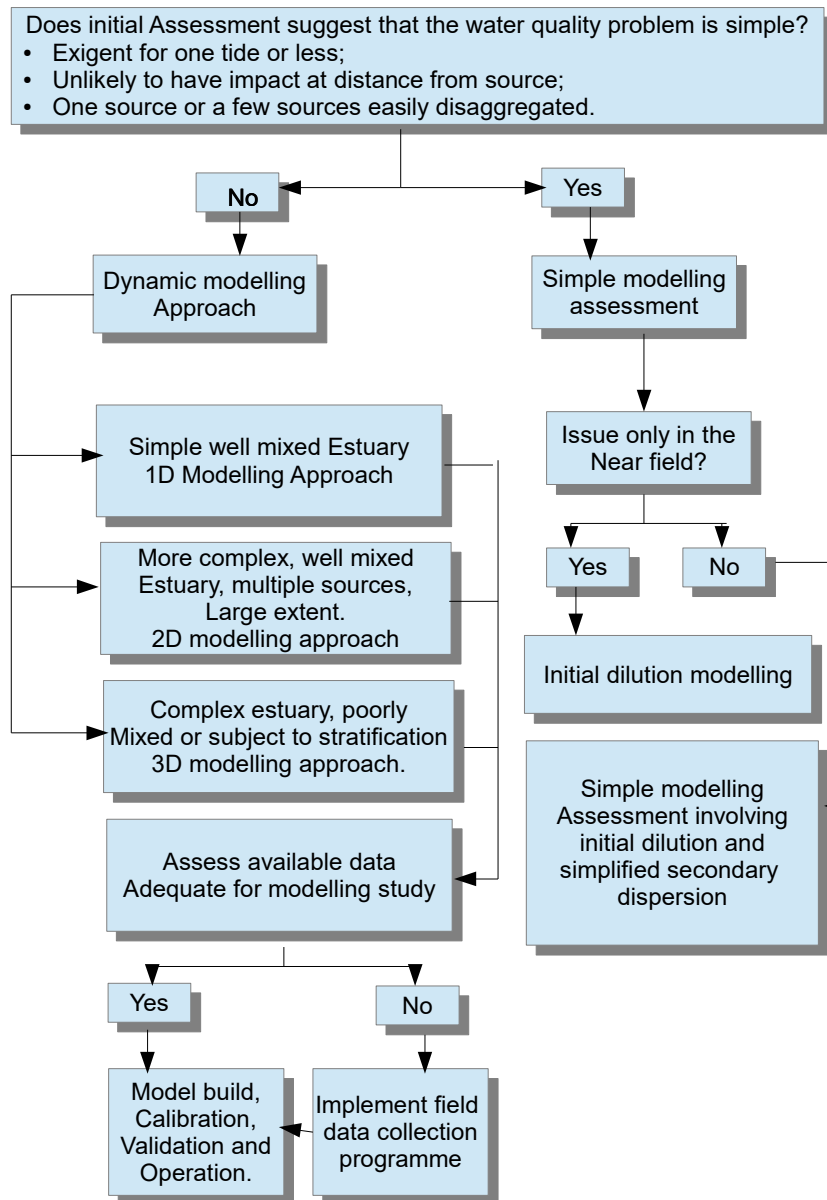 Does initial Assessment suggest that the water quality problem is simple?
• Exigent for one tide or less;
• Unlikely to have impact at distance from source;
• One source or a few sources easily disaggregated.
No
Yes
Dynamic modelling
Approach
Simple modelling
assessment
Simple well mixed Estuary
1D Modelling Approach
Issue only in the
Near field?
More complex, well mixed
Estuary, multiple sources,
Large extent.
2D modelling approach
Yes
No
Initial dilution modelling
Complex estuary, poorly
Mixed or subject to stratification
3D modelling approach.
Simple modelling
Assessment involving
initial dilution and
simplified secondary
dispersion
Assess available data
Adequate for modelling study
Yes
No
Model build,
Calibration,
Validation and
Operation.
Implement field
data collection
programme